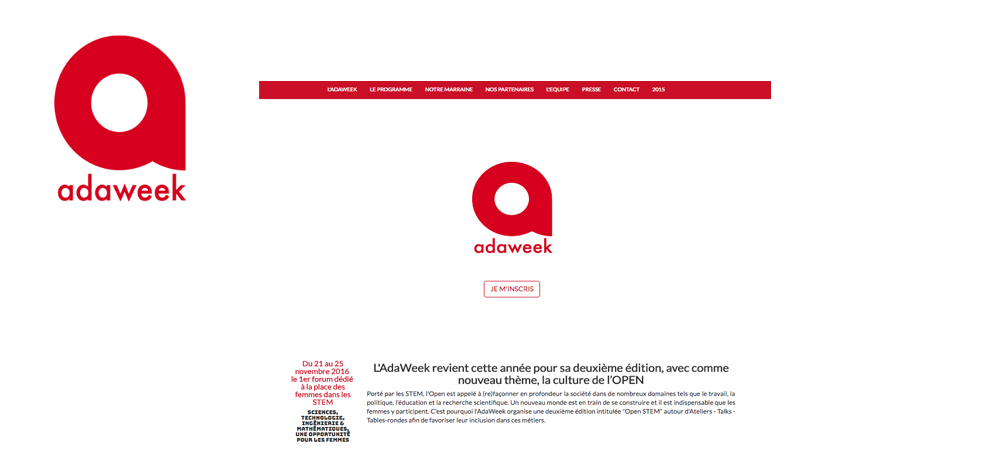 adaweek
L'ADAWEEK LE PROGRAMME NOTRE MARRAINE NOS PARTENAIRES L'EQUIPE PRESSE CONTACT 2015
adaweek
JE M'INSCRIS
Du 21 au 25
novembre 2016
le 1er forum dédié
à la place des
femmes dans les
STEM
SCIENCES,
TECHNOLOGIE,
INGÉNIERIE &
MATHÉMATIQUES,
UNE OPPORTUNITÉ
POUR LES FEMMES
L'AdaWeek revient cette année pour sa deuxième édition, avec comme
nouveau thème, la culture de l'OPEN
Porté par les STEM, l'Open est appelé à (re)façonner en profondeur la société dans de nombreux domaines tels que le travail, la
politique, l'éducation et la recherche scientifique. Un nouveau monde est en train de se construire et il est indispensable que les
femmes y participent. C'est pourquoi l'AdaWeek organise une deuxième édition intitulée "Open STEM" autour d'Ateliers - Talks -
Tables-rondes afin de favoriser leur inclusion dans ces métiers.